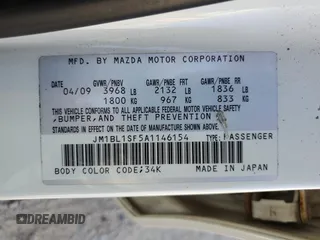 MFD. BY MAZDA MOTOR CORPORATION
GVWR/PNBV GAWR/PBAE FRT GAWR/PBAE RR
04/09 3968 LB 2132 LB 1836 LB
1800 KG 967 KG 833 KG
THIS VEHICLE CONFORMS TO ALL APPLICABLE
FEDERAL MOTOR VEHICLE SAFETY
,BUMPER,AND THEFT PREVENTION
STANDARDS IN EFFECT ON THE DATE OF
MANUFACTURE SHOWN ABOVE.
JM1BL1SF5A1146154 TYPE:PASSENGER
BODY COLOR CODE:34K MADE IN JAPAN
DREAMBID